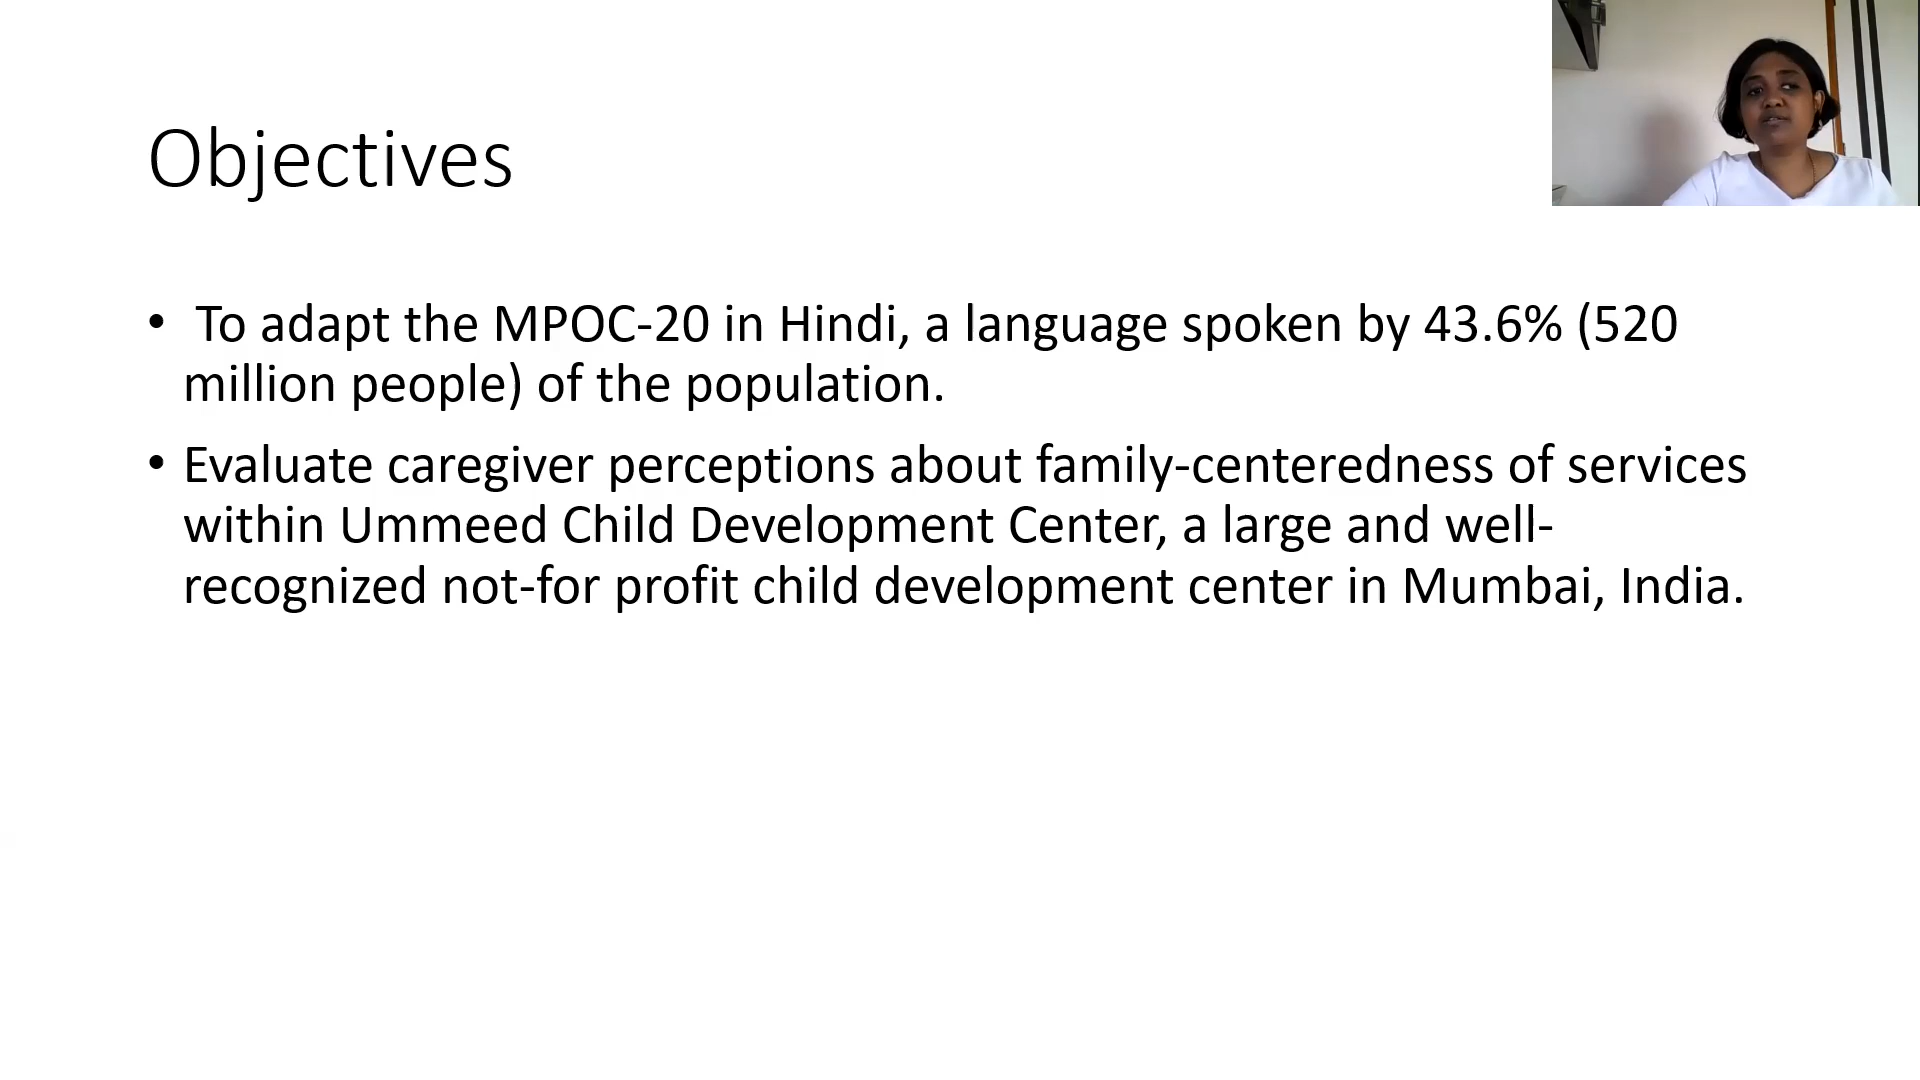 Objectives
• To adapt the MPOC-20 in Hindi, a language spoken by 43.6% (520
million people) of the population.
• Evaluate caregiver perceptions about family-centeredness of services
within Ummeed Child Development Center, a large and well-
recognized not-for profit child development center in Mumbai, India.